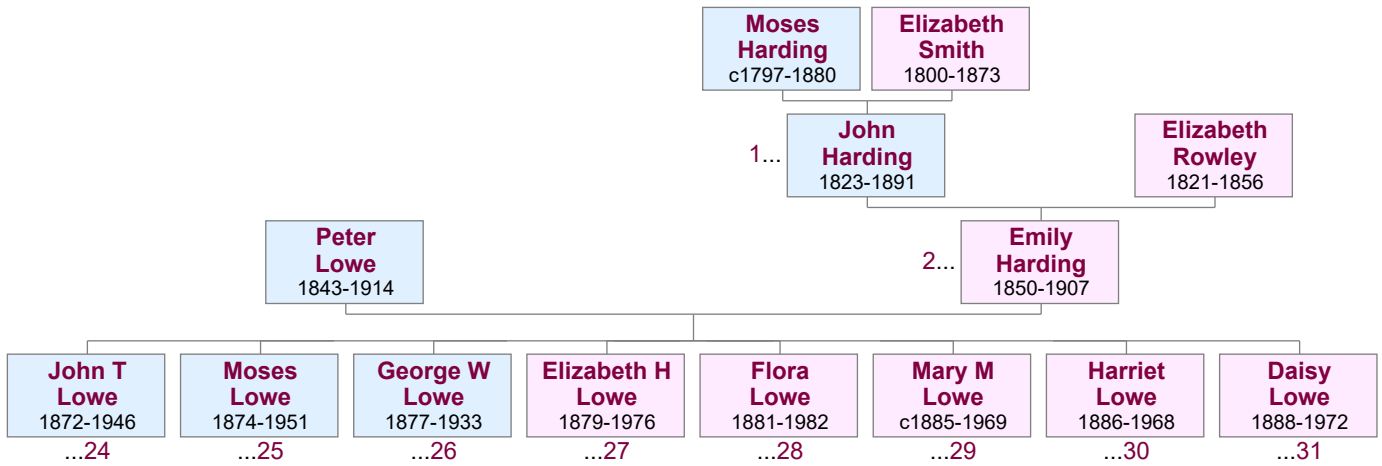 Moses
Harding
c1797-1880
Elizabeth
Smith
1800-1873
1...
John
Harding
1823-1891
Elizabeth
Rowley
1821-1856
Peter
Lowe
1843-1914
2...
Emily
Harding
1850-1907
John T
Lowe
1872-1946
...24
Moses
Lowe
1874-1951
...25
George W
Lowe
1877-1933
...26
Elizabeth H
Lowe
1879-1976
...27
Flora
Lowe
1881-1982
...28
Mary M
Lowe
c1885-1969
...29
Harriet
Lowe
1886-1968
...30
Daisy
Lowe
1888-1972
...31